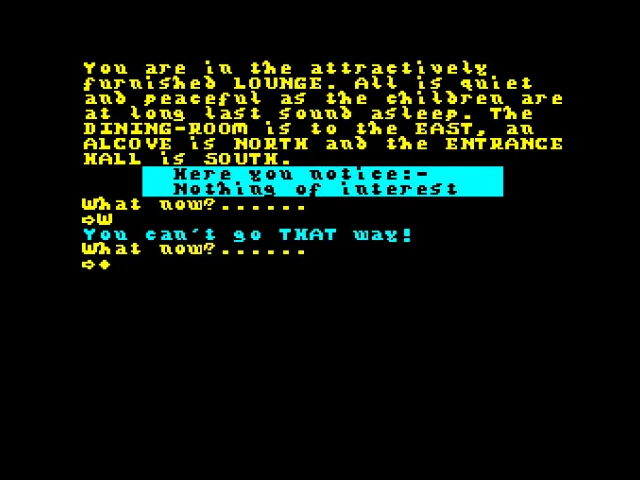 You are in the attractively
furnished LOUNGE. All is quiet
and peaceful as the children are
at long last sound asleep. The
DINING-ROOM is to the EAST, an
ALCOVE is NORTH and the ENTRANCE
HALL is SOUTH.
Here you notice:-
Nothing of interest
What now?......
⇨W
You can't go THAT way!
What now?......
⇨